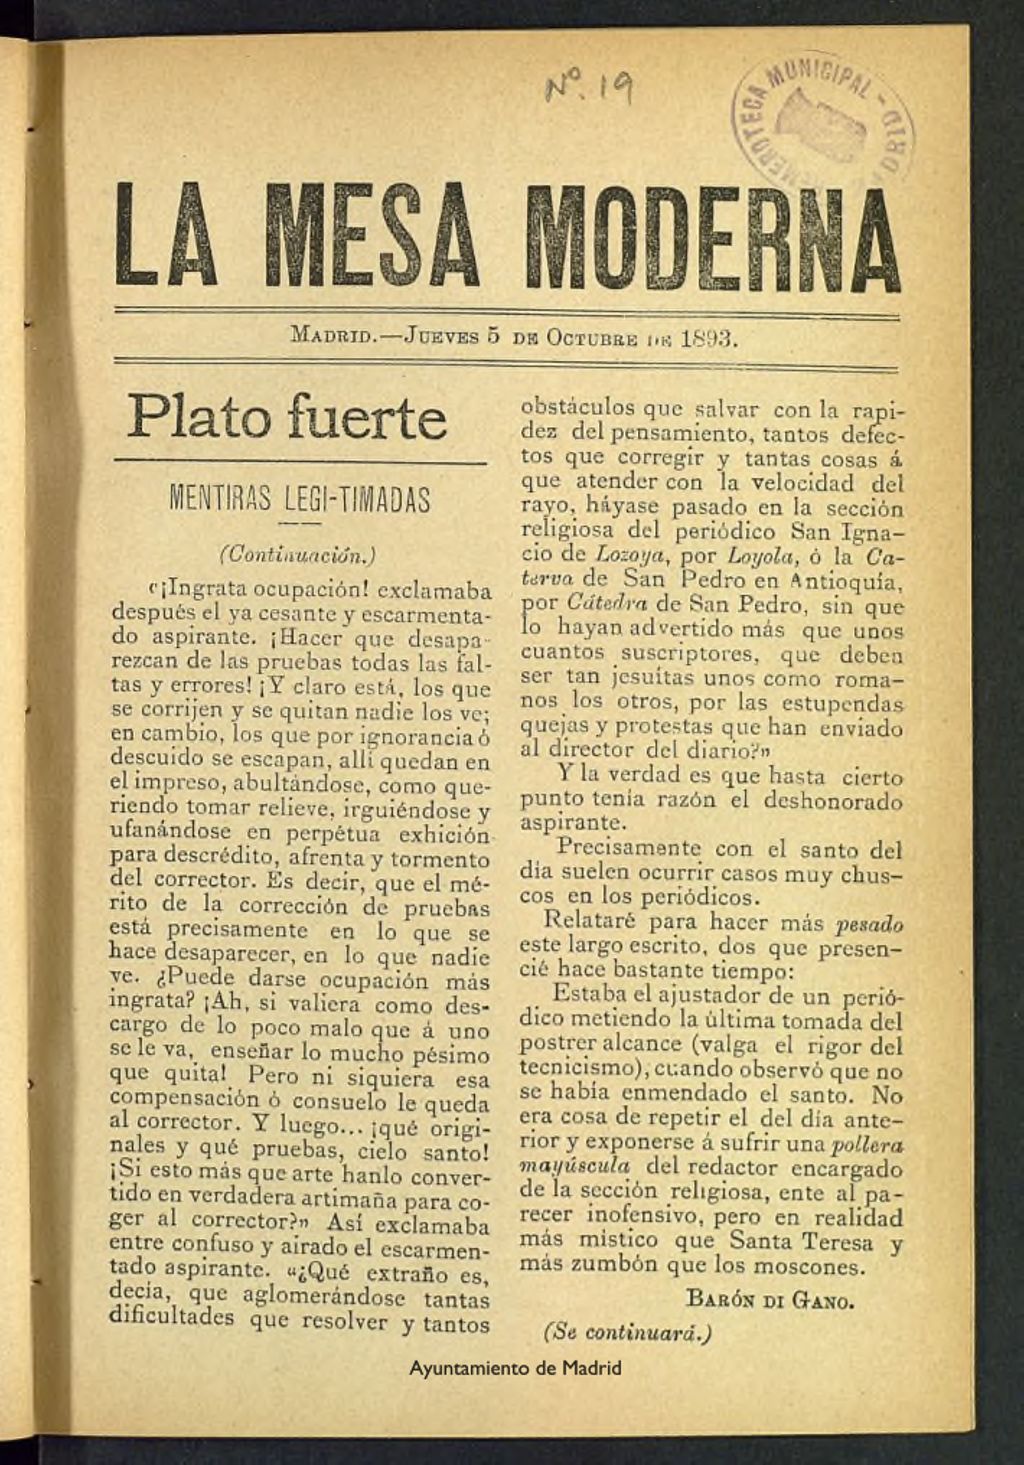 Nº. 19
HEMEROTECA MUNICIPAL - MADRID
LA MESA MODERNA
MADRID.—JUEVES 5 DE OCTUBRE DE 1893.
Plato fuerte
MENTIRAS LEGI-TIMADAS
(Continuación.)
«¡Ingrata ocupación! exclamaba
después el ya cesante y escarmenta-
do aspirante. ¡Hacer que desapa-
rezcan de las pruebas todas las fal-
tas y errores! ¡Y claro está, los que
se corrijen y se quitan nadie los ve;
en cambio, los que por ignorancia ó
descuido se escapan, allí quedan en
el impreso, abultándose, como que-
riendo tomar relieve, irguiéndose y
ufanándose en perpétua exhición
para descrédito, afrenta y tormento
del corrector. Es decir, que el mé-
rito de la corrección de pruebas
está precisamente en lo que se
hace desaparecer, en lo que nadie
ve. ¿Puede darse ocupación más
ingrata? ¡Ah, si valiera como des-
cargo de lo poco malo que á uno
se le va, enseñar lo mucho pésimo
que quita! Pero ni siquiera esa
compensación ó consuelo le queda
al corrector. Y luego... ¡qué origi-
nales y qué pruebas, cielo santo!
¡Si esto más que arte hanlo conver-
tido en verdadera artimaña para co-
ger al corrector?» Así exclamaba
entre confuso y airado el escarmen-
tado aspirante. «¿Qué extraño es,
decía, que aglomerándose tantas
dificultades que resolver y tantos
obstáculos que salvar con la rapi-
dez del pensamiento, tantos defec-
tos que corregir y tantas cosas á
que atender con la velocidad del
rayo, háyase pasado en la sección
religiosa del periódico San Igna-
cio de Lozoya, por Loyola, ó la Ca-
terva de San Pedro en Antioquía,
por Cátedra de San Pedro, sin que
lo hayan advertido más que unos
cuantos suscriptores, que deben
ser tan jesuítas unos como roma-
nos los otros, por las estupendas
quejas y protestas que han enviado
al director del diario?»
Y la verdad es que hasta cierto
punto tenía razón el deshonorado
aspirante.
Precisamente con el santo del
día suelen ocurrir casos muy chus-
cos en los periódicos.
Relataré para hacer más pesado
este largo escrito, dos que presen-
cié hace bastante tiempo:
Estaba el ajustador de un perió-
dico metiendo la última tomada del
postrer alcance (valga el rigor del
tecnicismo), cuando observó que no
se había enmendado el santo. No
era cosa de repetir el del día ante-
rior y exponerse á sufrir una pollera
mayúscula del redactor encargado
de la sección religiosa, ente al pa-
recer inofensivo, pero en realidad
más místico que Santa Teresa y
más zumbón que los moscones.
BARÓN DI GANO.
(Se continuará.)
Ayuntamiento de Madrid